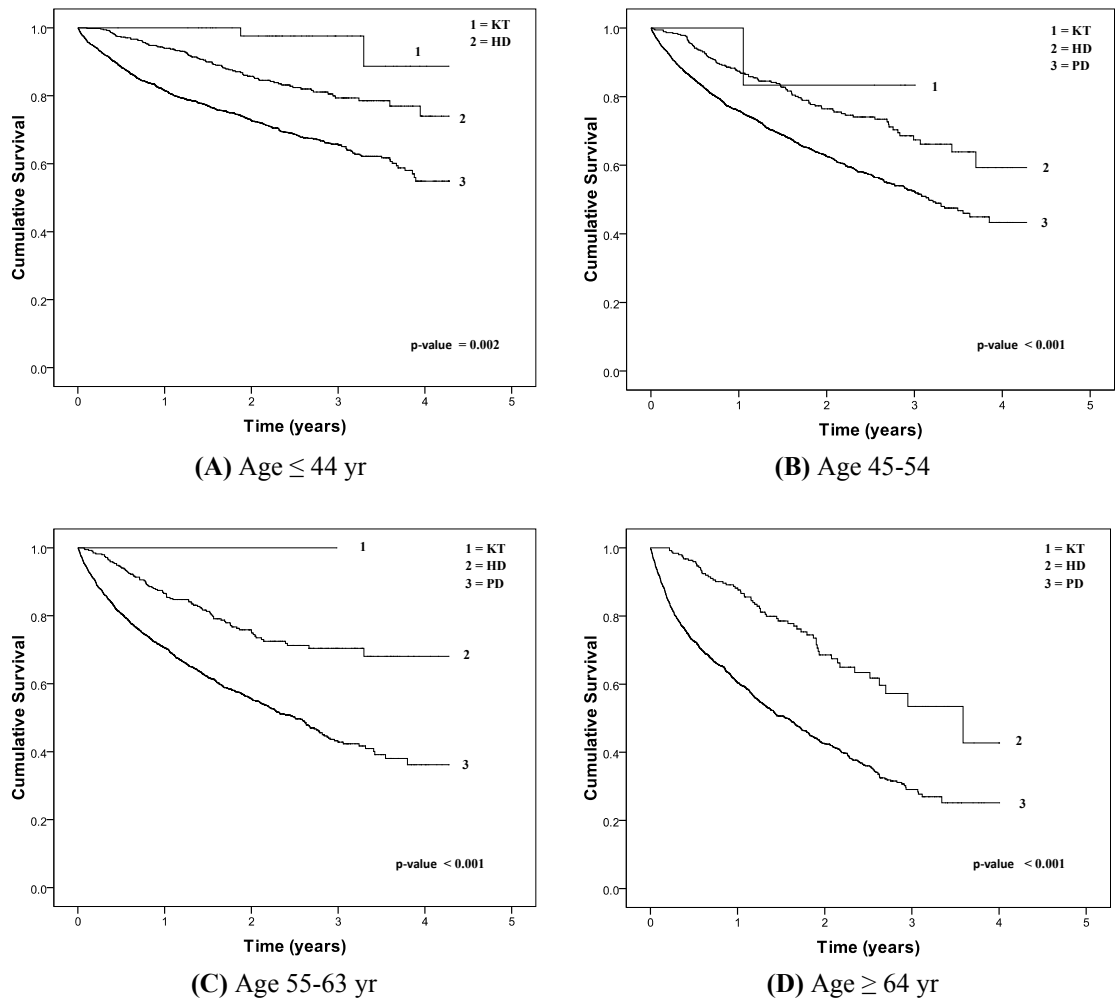 1.0
0.8
0.6
0.4
0.2
0.0
Cumulative Survival
0 1 2 3 4 5
Time (years)
1 = KT
2 = HD
1
2
3
p-value = 0.002
(A) Age ≤ 44 yr
1.0
0.8
0.6
0.4
0.2
0.0
Cumulative Survival
0 1 2 3 4 5
Time (years)
1 = KT
2 = HD
3 = PD
1
2
3
p-value < 0.001
(B) Age 45-54
1.0
0.8
0.6
0.4
0.2
0.0
Cumulative Survival
0 1 2 3 4 5
Time (years)
1 = KT
2 = HD
3 = PD
1
2
3
p-value < 0.001
(C) Age 55-63 yr
1.0
0.8
0.6
0.4
0.2
0.0
Cumulative Survival
0 1 2 3 4 5
Time (years)
1 = KT
2 = HD
3 = PD
2
3
p-value < 0.001
(D) Age ≥ 64 yr